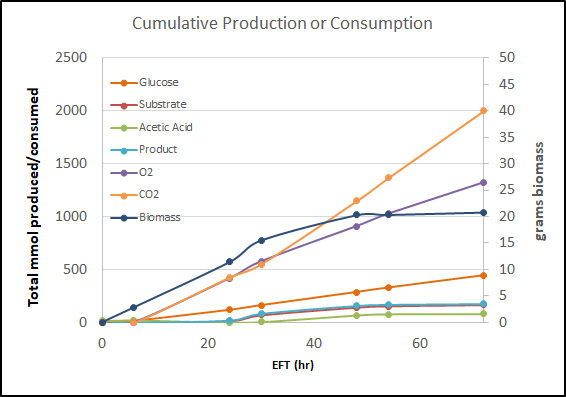 Cumulative Production or Consumption
Total mmol produced/consumed
2500
2000
1500
1000
500
0
Glucose
Substrate
Acetic Acid
Product
O2
CO2
Biomass
50
45
40
35
30
25
20
15
10
5
0
grams biomass
0 20 40 60
EFT (hr)